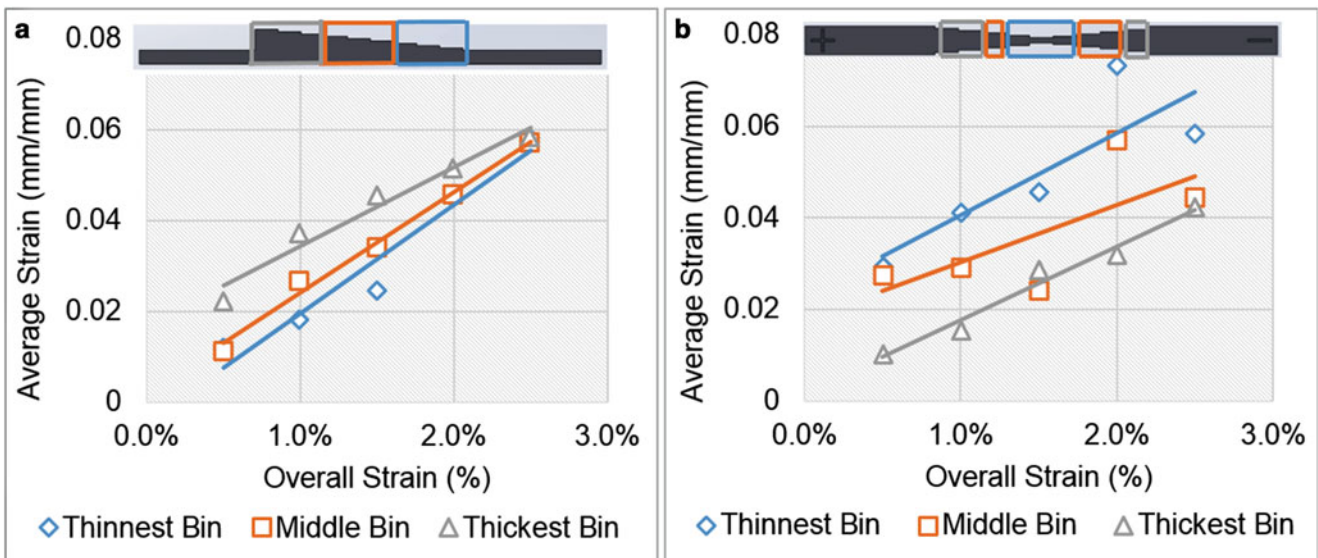 a
0.08
0.06
0.04
0.02
0
Average Strain (mm/mm)
0.0% 1.0% 2.0% 3.0%
Overall Strain (%)
Thinnest Bin Middle Bin Thickest Bin
b
+ −
0.08
0.06
0.04
0.02
0
Average Strain (mm/mm)
0.0% 1.0% 2.0% 3.0%
Overall Strain (%)
Thinnest Bin Middle Bin Thickest Bin